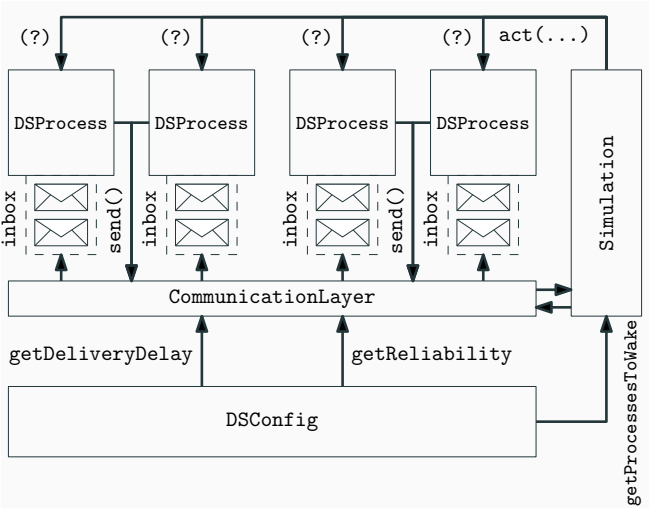 (?) (?) (?) (?) act(...)
DSProcess DSProcess DSProcess DSProcess
Simulation
inbox send() inbox inbox send() inbox
CommunicationLayer
getDeliveryDelay getReliability
getProcessesToWake
DSConfig